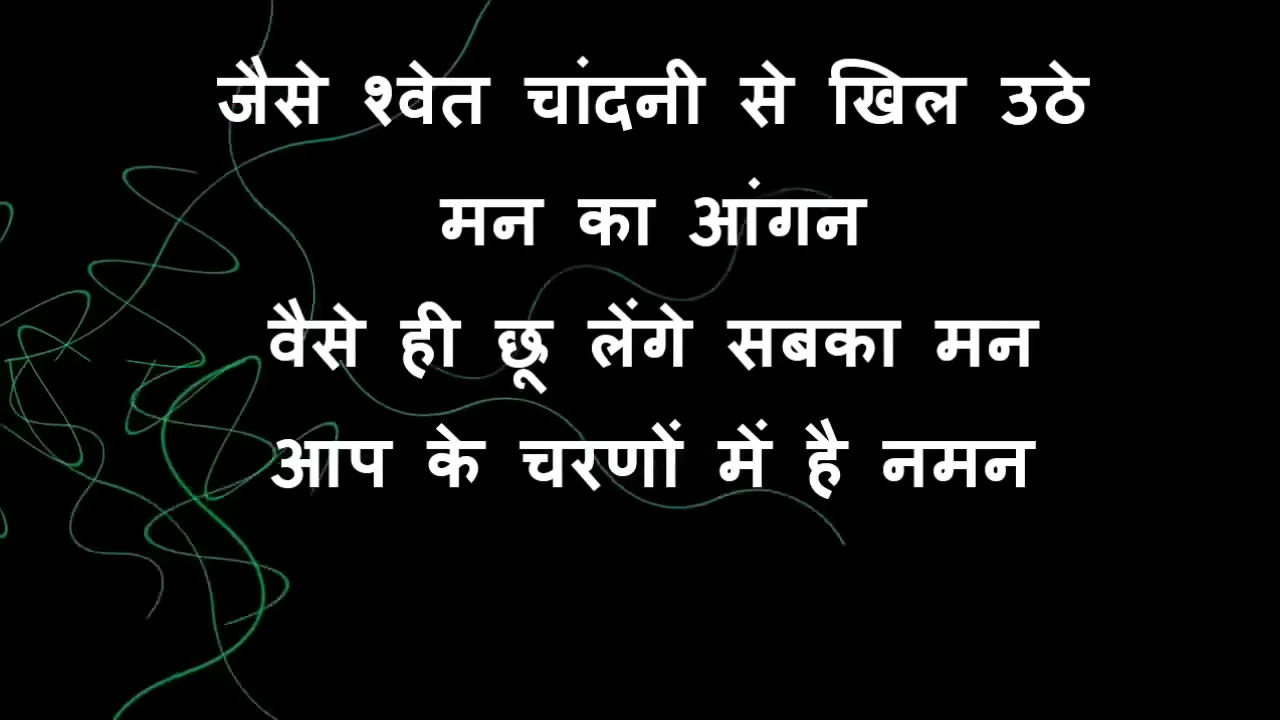 जैसे श्वेत चांदनी से खिल उठे
मन का आंगन
वैसे ही छू लेंगे सबका मन
आप के चरणों में है नमन